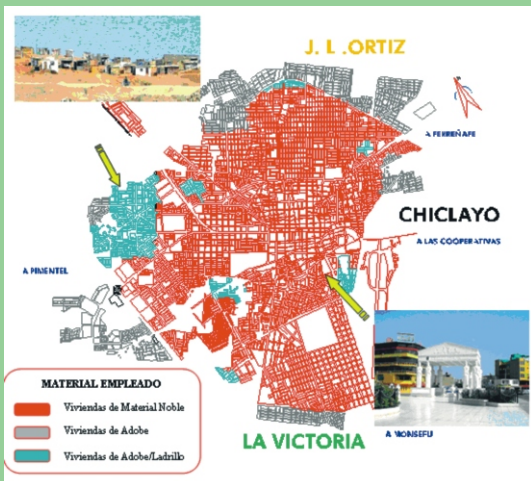 J. L .ORTIZ
A FERREÑAFE
CHICLAYO
A LAS COOPERATIVAS
A PIMENTEL
MATERIAL EMPLEADO
Viviendas de Material Noble
Viviendas de Adobe
Viviendas de Adobe/Ladrillo
LA VICTORIA
A MONSEFU